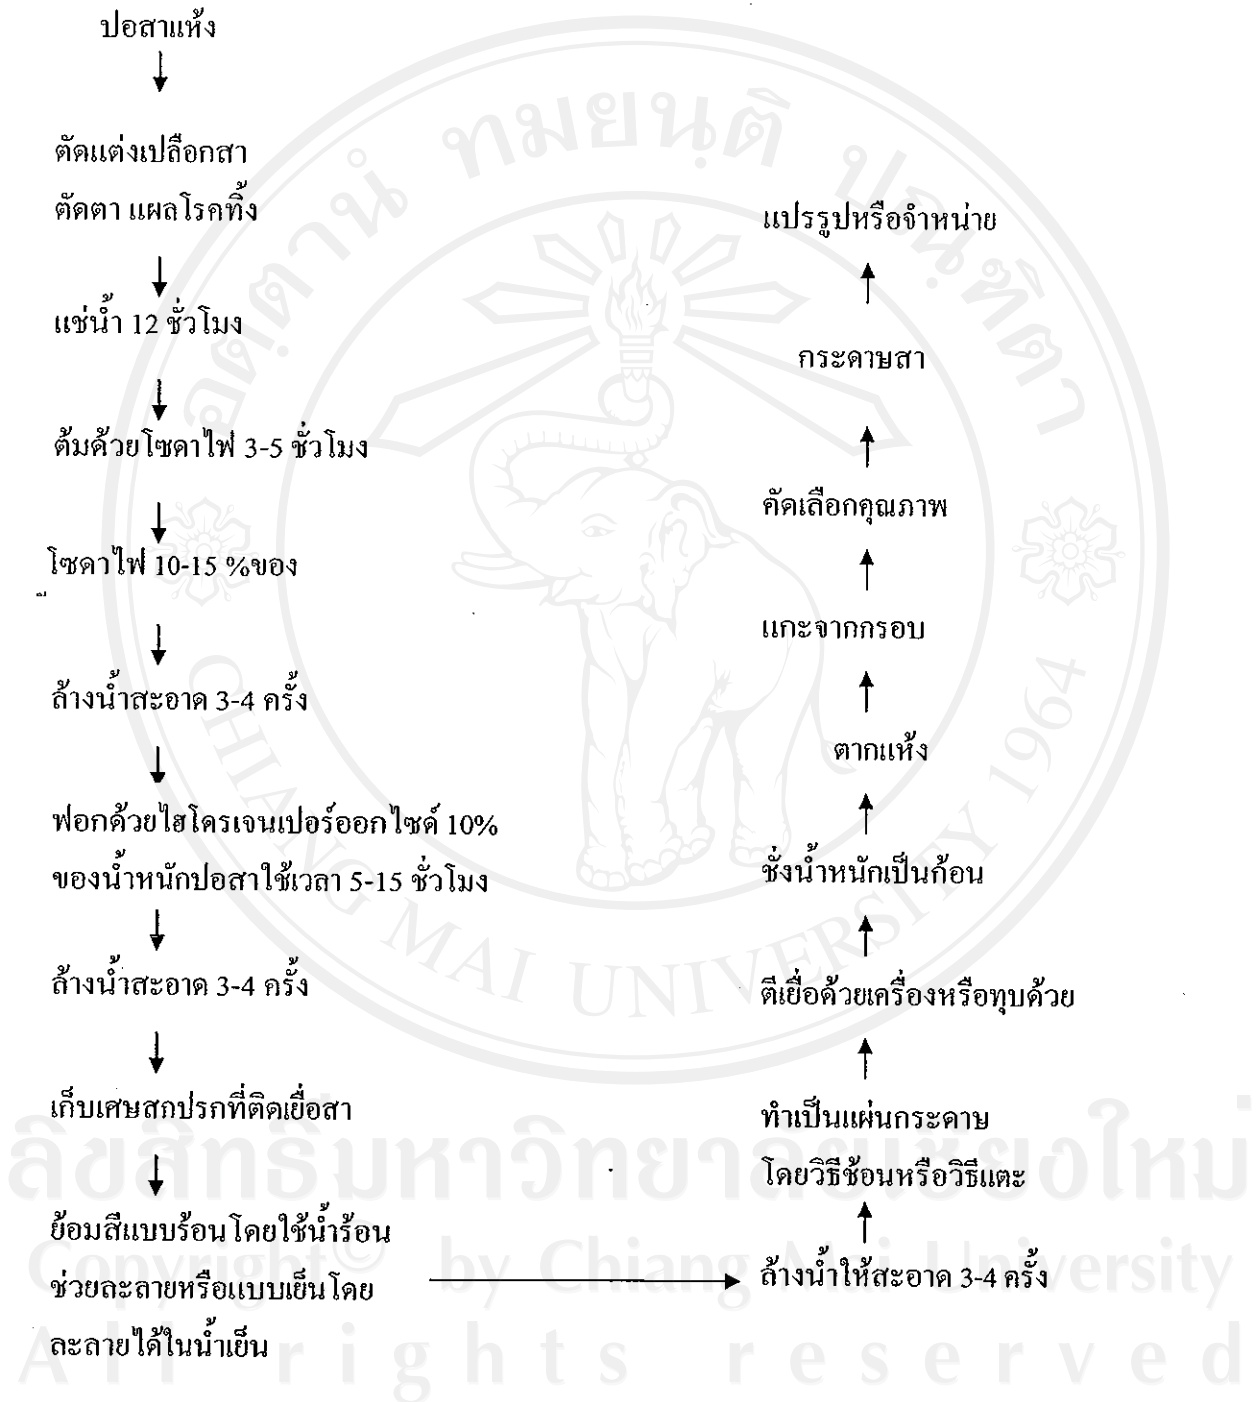 ปอสาแห้ง
ตัดแต่งเปลือกสา
ตัดตา แผลโรคทิ้ง
แช่น้ำ 12 ชั่วโมง
ต้มด้วยโซดาไฟ 3-5 ชั่วโมง
โซดาไฟ 10-15 %ของ
ล้างน้ำสะอาด 3-4 ครั้ง
ฟอกด้วยไฮโดรเจนเปอร์ออกไซด์ 10%
ของน้ำหนักปอสาใช้เวลา 5-15 ชั่วโมง
ล้างน้ำสะอาด 3-4 ครั้ง
เก็บเศษสกปรกที่ติดเยื่อสา
ย้อมสีแบบร้อนโดยใช้น้ำร้อน
ช่วยละลายหรือแบบเย็นโดย
ละลายได้ในน้ำเย็น
ล้างน้ำให้สะอาด 3-4 ครั้ง
ทำเป็นแผ่นกระดาษ
โดยวิธีช้อนหรือวิธีแตะ
ตีเยื่อด้วยเครื่องหรือทุบด้วย
ชั่งน้ำหนักเป็นก้อน
ตากแห้ง
แกะจากกรอบ
คัดเลือกคุณภาพ
กระดาษสา
แปรรูปหรือจำหน่าย
อตฺตานํ ทมยนฺติ ปณฺฑิตา
CHIANG MAI UNIVERSITY 1964
ลิขสิทธิ์มหาวิทยาลัยเชียงใหม่
Copyright© by Chiang Mai University
All rights reserved